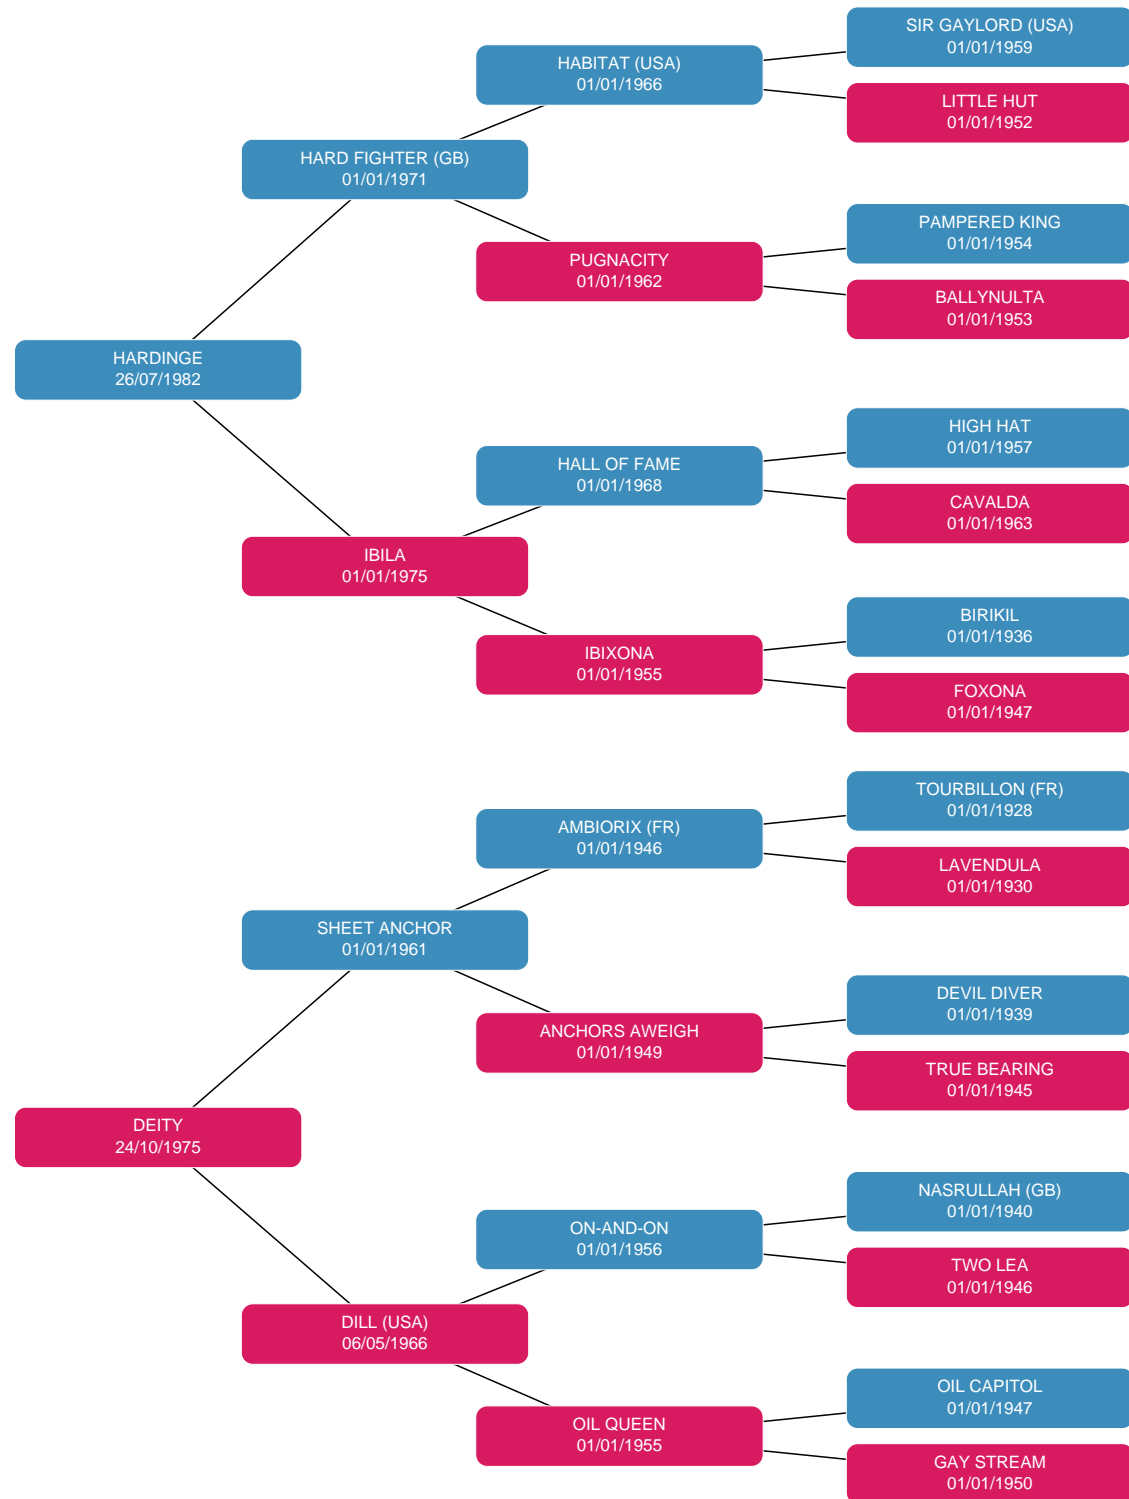 SIR GAYLORD (USA)
01/01/1959
HABITAT (USA)
01/01/1966
LITTLE HUT
01/01/1952
HARD FIGHTER (GB)
01/01/1971
PAMPERED KING
01/01/1954
PUGNACITY
01/01/1962
BALLYNULTA
01/01/1953
HARDINGE
26/07/1982
HIGH HAT
01/01/1957
HALL OF FAME
01/01/1968
CAVALDA
01/01/1963
IBILA
01/01/1975
BIRIKIL
01/01/1936
IBIXONA
01/01/1955
FOXONA
01/01/1947
TOURBILLON (FR)
01/01/1928
AMBIORIX (FR)
01/01/1946
LAVENDULA
01/01/1930
SHEET ANCHOR
01/01/1961
DEVIL DIVER
01/01/1939
ANCHORS AWEIGH
01/01/1949
TRUE BEARING
01/01/1945
DEITY
24/10/1975
NASRULLAH (GB)
01/01/1940
ON-AND-ON
01/01/1956
TWO LEA
01/01/1946
DILL (USA)
06/05/1966
OIL CAPITOL
01/01/1947
OIL QUEEN
01/01/1955
GAY STREAM
01/01/1950